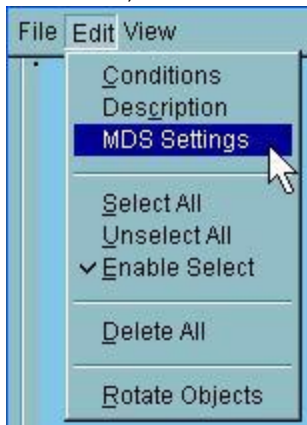 File Edit View
Conditions
Description
MDS Settings
Select All
Unselect All
✓ Enable Select
Delete All
Rotate Objects